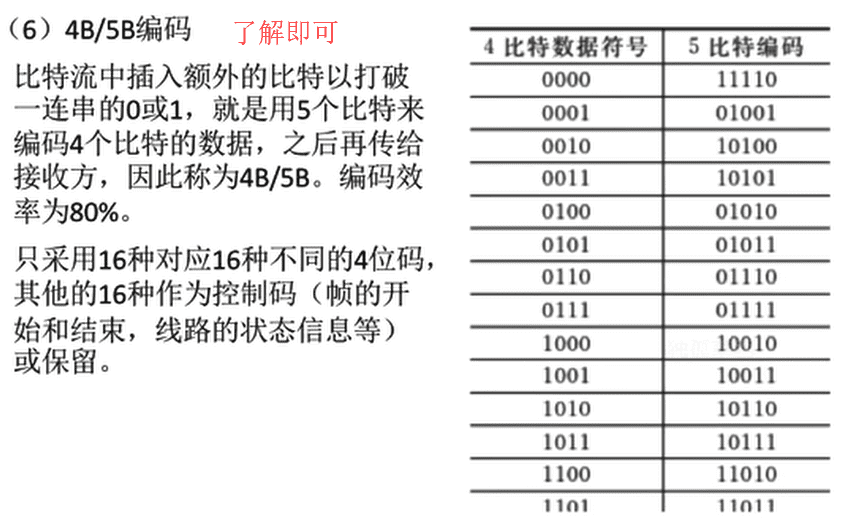 （6）4B/5B编码 了解即可
比特流中插入额外的比特以打破
一连串的0或1，就是用5个比特来
编码4个比特的数据，之后再传给
接收方，因此称为4B/5B。编码效
率为80%。
只采用16种对应16种不同的4位码，
其他的16种作为控制码（帧的开
始和结束，线路的状态信息等）
或保留。
4 比特数据符号 5 比特编码
0000 11110
0001 01001
0010 10100
0011 10101
0100 01010
0101 01011
0110 01110
0111 01111
1000 10010
1001 10011
1010 10110
1011 10111
1100 11010
1101 11011